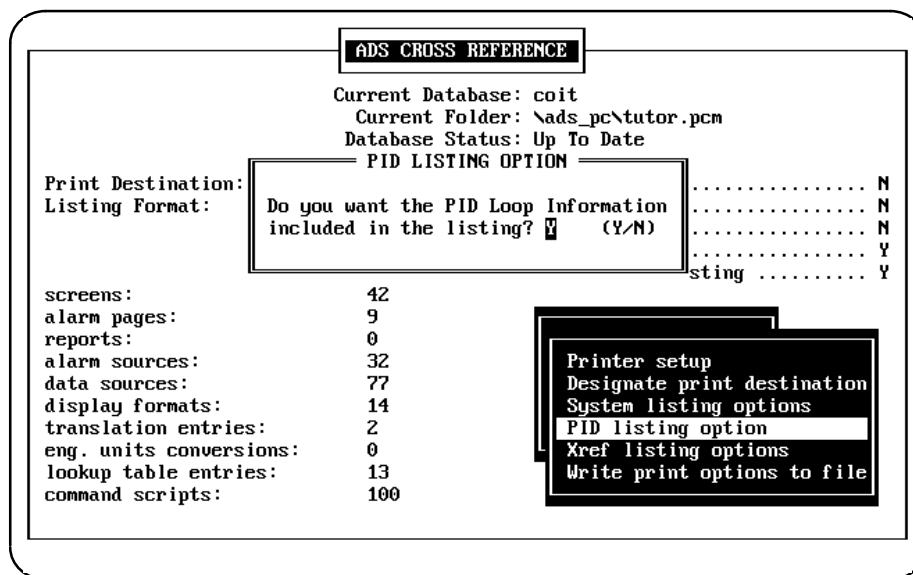 ADS CROSS REFERENCE
Current Database: coit
Current Folder: \ads_pc\tutor.pcm
Database Status: Up To Date
PID LISTING OPTION
Print Destination: ................ N
Listing Format: Do you want the PID Loop Information ................ N
included in the listing? Y (Y/N) ................ N
................ Y
sting .......... Y
screens: 42
alarm pages: 9
reports: 0
alarm sources: 32
data sources: 77
display formats: 14
translation entries: 2
eng. units conversions: 0
lookup table entries: 13
command scripts: 100
Printer setup
Designate print destination
System listing options
PID listing option
Xref listing options
Write print options to file